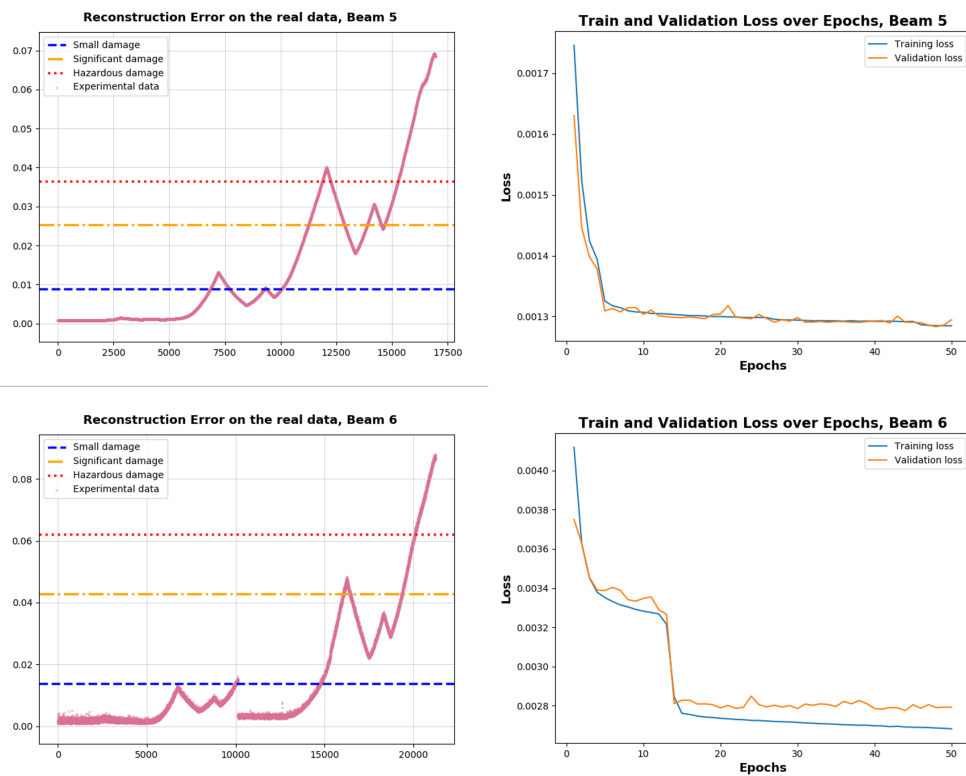 Reconstruction Error on the real data, Beam 5
Small damage
Significant damage
Hazardous damage
Experimental data
0.07
0.06
0.05
0.04
0.03
0.02
0.01
0.00
0 2500 5000 7500 10000 12500 15000 17500
Train and Validation Loss over Epochs, Beam 5
Training loss
Validation loss
0.0017
0.0016
0.0015
0.0014
0.0013
Loss
0 10 20 30 40 50
Epochs
Reconstruction Error on the real data, Beam 6
Small damage
Significant damage
Hazardous damage
Experimental data
0.08
0.06
0.04
0.02
0.00
0 5000 10000 15000 20000
Train and Validation Loss over Epochs, Beam 6
Training loss
Validation loss
0.0040
0.0038
0.0036
0.0034
0.0032
0.0030
0.0028
Loss
0 10 20 30 40 50
Epochs